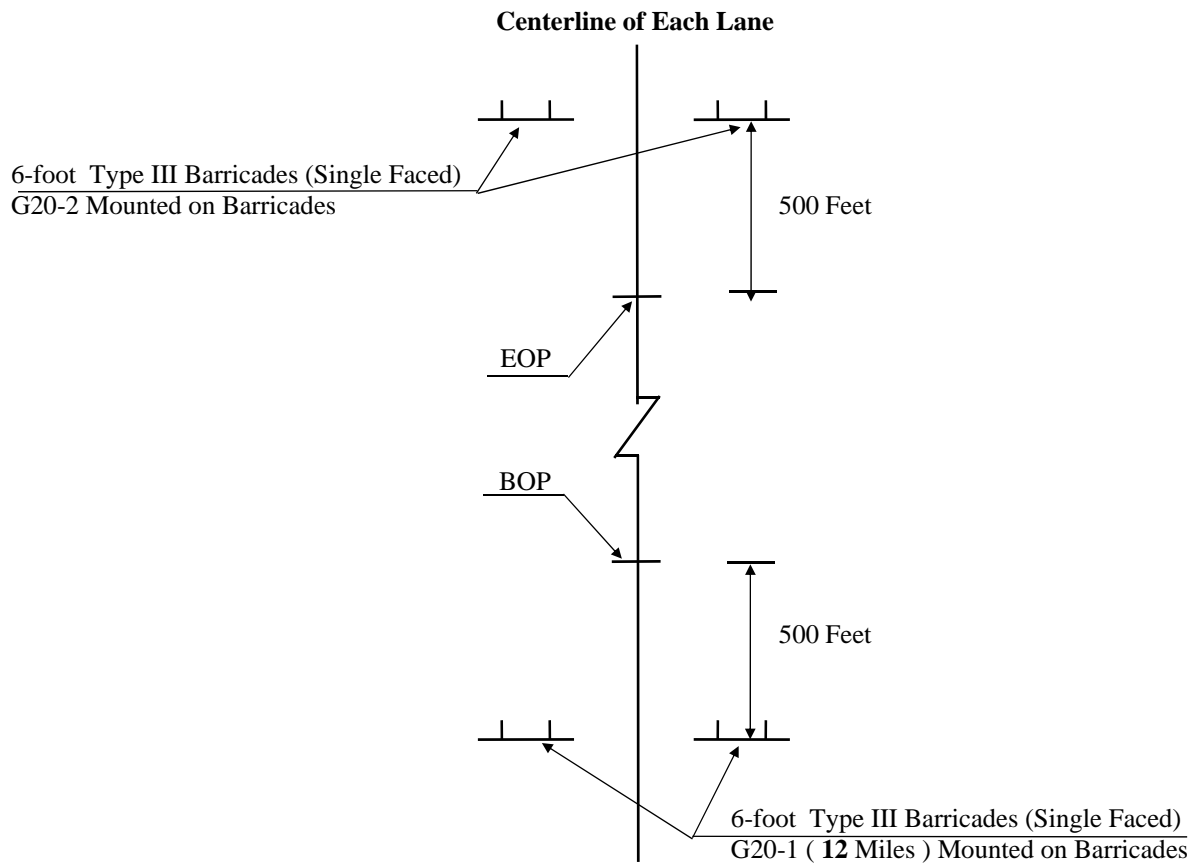 Centerline of Each Lane
6-foot Type III Barricades (Single Faced)
G20-2 Mounted on Barricades
500 Feet
EOP
BOP
500 Feet
6-foot Type III Barricades (Single Faced)
G20-1 ( 12 Miles ) Mounted on Barricades